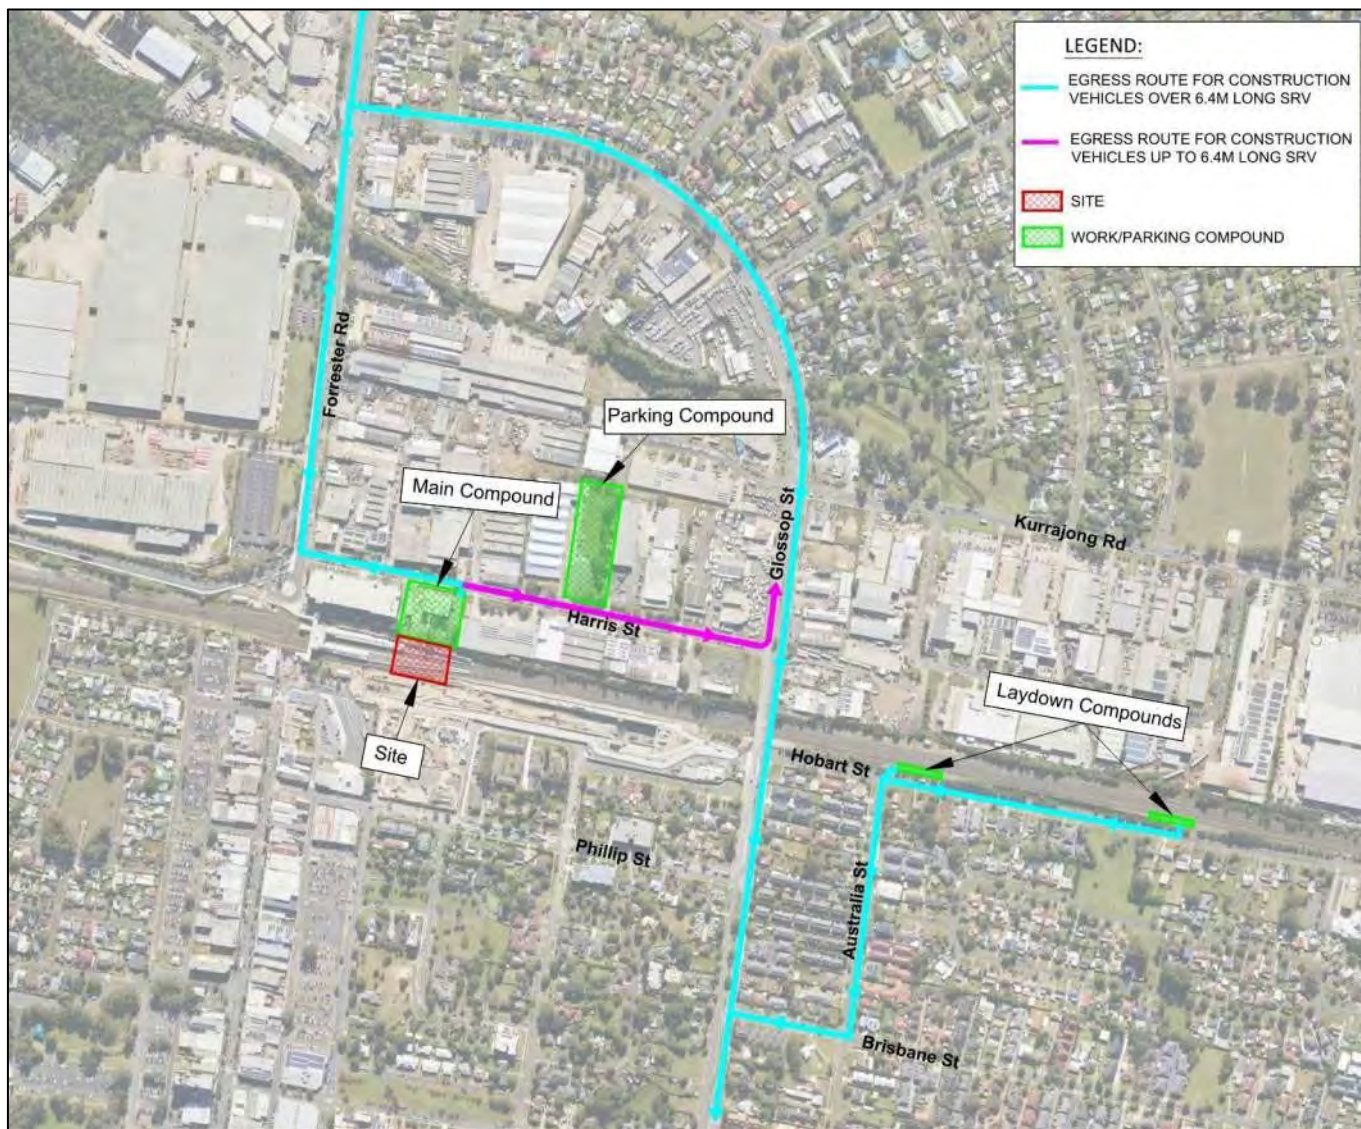 LEGEND:
EGRESS ROUTE FOR CONSTRUCTION
VEHICLES OVER 6.4M LONG SRV
EGRESS ROUTE FOR CONSTRUCTION
VEHICLES UP TO 6.4M LONG SRV
SITE
WORK/PARKING COMPOUND
Forrester Rd
Parking Compound
Main Compound
Glossop St
Kurrajong Rd
Harris St
Laydown Compounds
Site
Hobart St
Phillip St
Australia St
Brisbane St